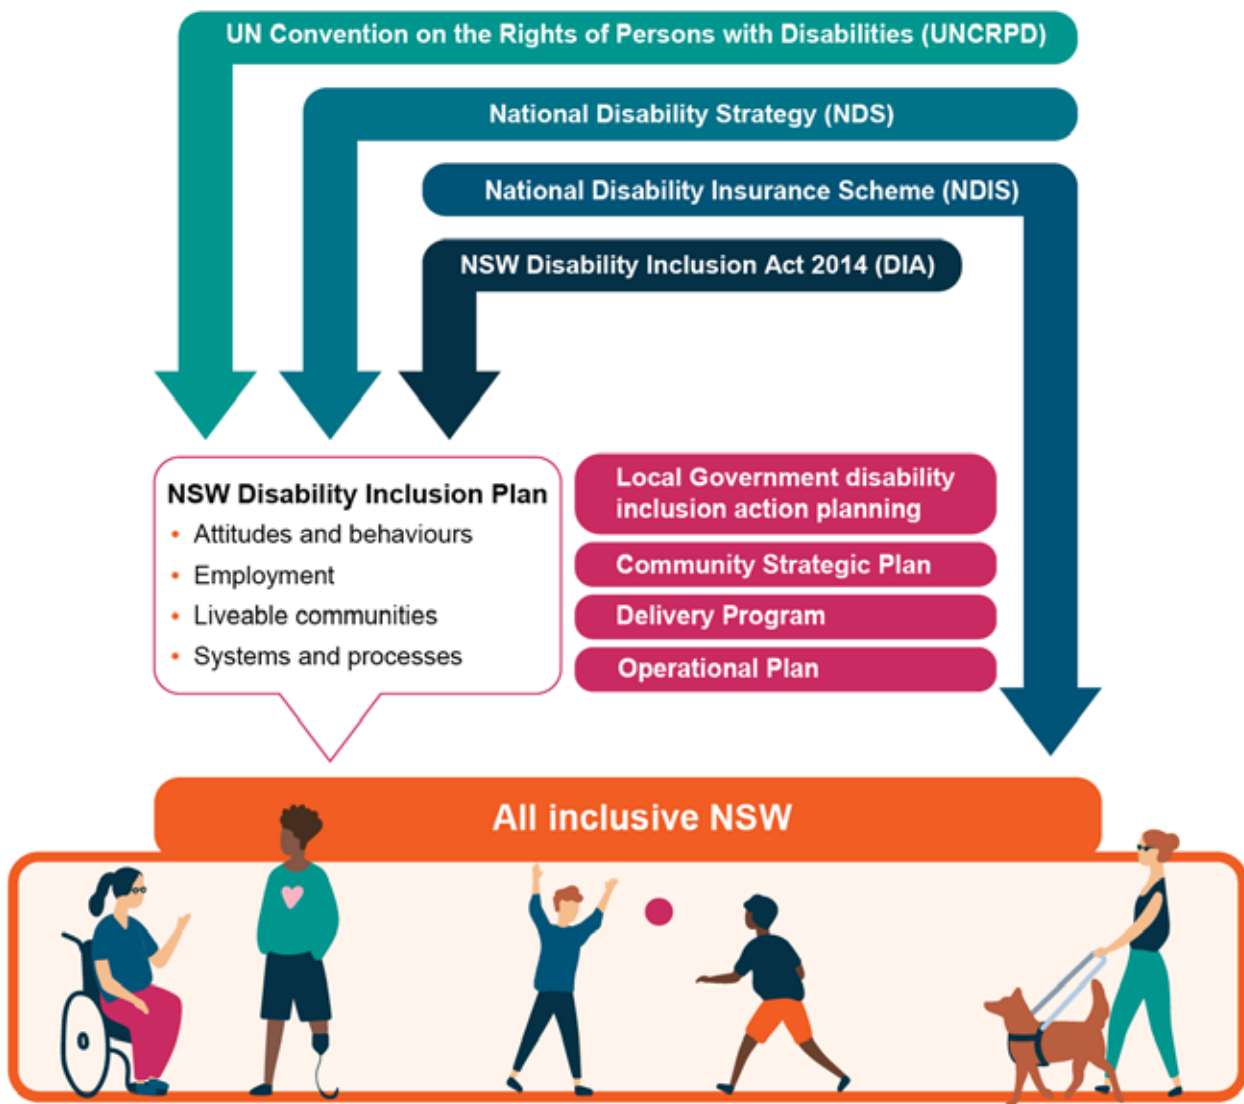 UN Convention on the Rights of Persons with Disabilities (UNCRPD)
National Disability Strategy (NDS)
National Disability Insurance Scheme (NDIS)
NSW Disability Inclusion Act 2014 (DIA)
NSW Disability Inclusion Plan
• Attitudes and behaviours
• Employment
• Liveable communities
• Systems and processes
Local Government disability
inclusion action planning
Community Strategic Plan
Delivery Program
Operational Plan
All inclusive NSW